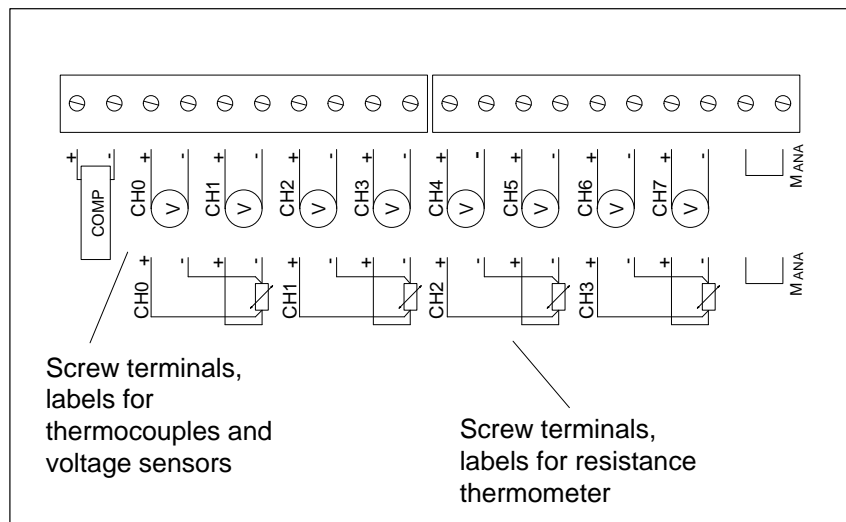 + - + - + - + - + - + - + - + - + -
COMP CH0 CH1 CH2 CH3 CH4 CH5 CH6 CH7 MANA
V V V V V V V V
+ - + - + - + - + - + - + - + -
CH0 CH1 CH2 CH3 MANA
Screw terminals,
labels for
thermocouples and
voltage sensors
Screw terminals,
labels for resistance
thermometer